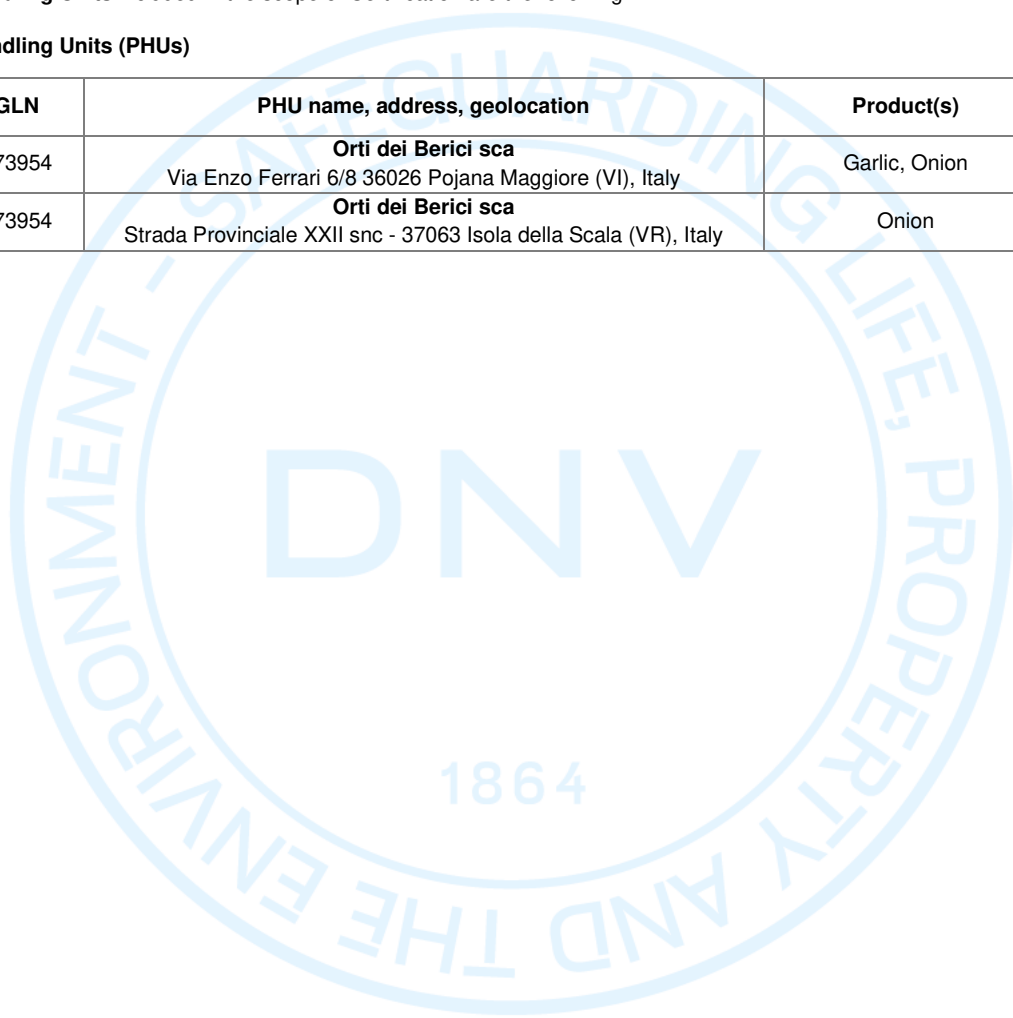 ndling Units (PHUs)
GLN PHU name, address, geolocation Product(s)
73954 Orti dei Berici sca Garlic, Onion
Via Enzo Ferrari 6/8 36026 Pojana Maggiore (VI), Italy
73954 Orti dei Berici sca Onion
Strada Provinciale XXII snc - 37063 Isola della Scala (VR), Italy
SAFEGUARDING LIFE, PROPERTY AND THE ENVIRONMENT -
DNV
1864